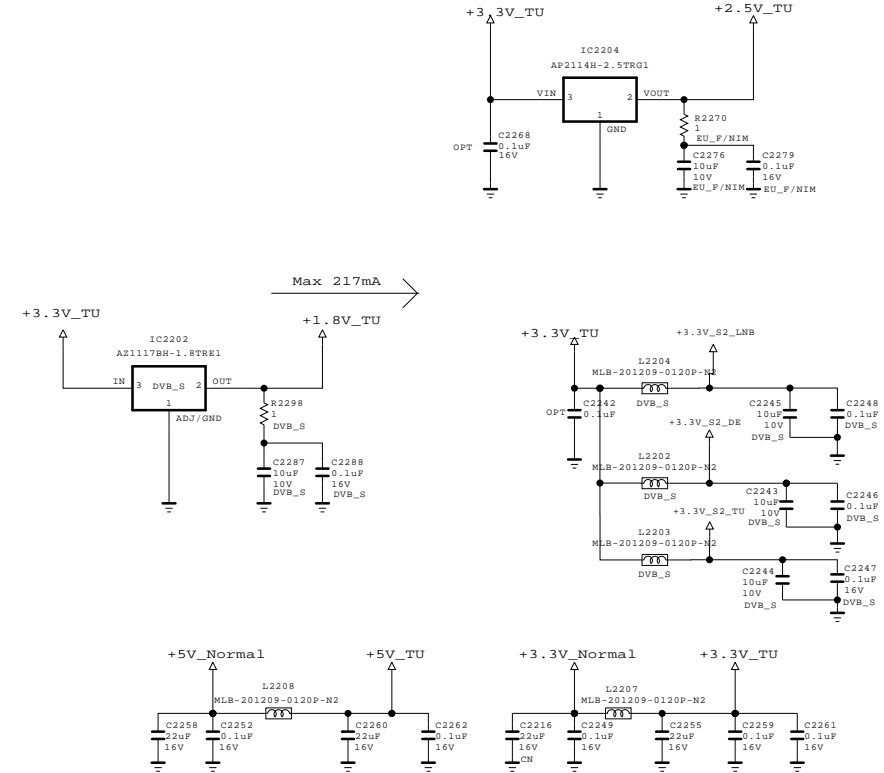 +3.3V_TU
+2.5V_TU
IC2204
AP2114H-2.5TRG1
VIN
3
2
VOUT
1
GND
R2270
1
EU_F/NIM
OPT
C2268
0.1uF
16V
C2276
10uF
10V
EU_F/NIM
C2279
0.1uF
16V
EU_F/NIM
Max 217mA
+3.3V_TU
+1.8V_TU
IC2202
AZ1117BH-1.8TRE1
IN
3
DVB_S
2
OUT
1
ADJ/GND
R2298
1
DVB_S
C2287
10uF
10V
DVB_S
C2288
0.1uF
16V
DVB_S
+3.3V_TU
+3.3V_S2_LNB
L2204
MLB-201209-0120P-N2
DVB_S
OPT
C2242
0.1uF
C2245
10uF
10V
DVB_S
C2248
0.1uF
DVB_S
+3.3V_S2_DE
L2202
MLB-201209-0120P-N2
DVB_S
C2243
10uF
10V
DVB_S
C2246
0.1uF
DVB_S
+3.3V_S2_TU
L2203
MLB-201209-0120P-N2
DVB_S
C2244
10uF
10V
DVB_S
C2247
0.1uF
16V
DVB_S
+5V_Normal
+5V_TU
L2208
MLB-201209-0120P-N2
C2258
22uF
16V
C2252
0.1uF
16V
C2260
22uF
16V
C2262
0.1uF
16V
+3.3V_Normal
+3.3V_TU
L2207
MLB-201209-0120P-N2
C2216
22uF
16V
CN
C2249
0.1uF
16V
C2255
22uF
16V
C2259
0.1uF
16V
C2261
0.1uF
16V